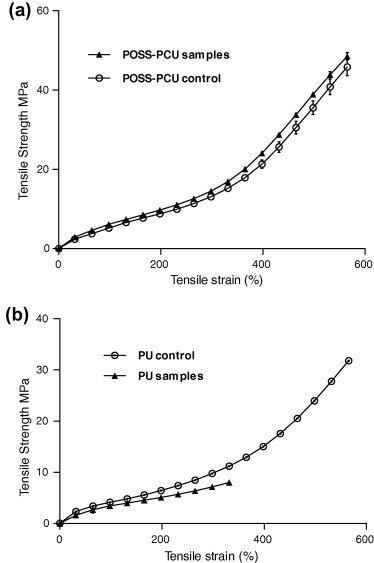 (a)
60
POSS-PCU samples
POSS-PCU control
40
20
0
Tensile Strength MPa
0 200 400 600
Tensile strain (%)
(b)
40
PU control
PU samples
30
20
10
0
Tensile Strength MPa
0 200 400 600
Tensile strain (%)